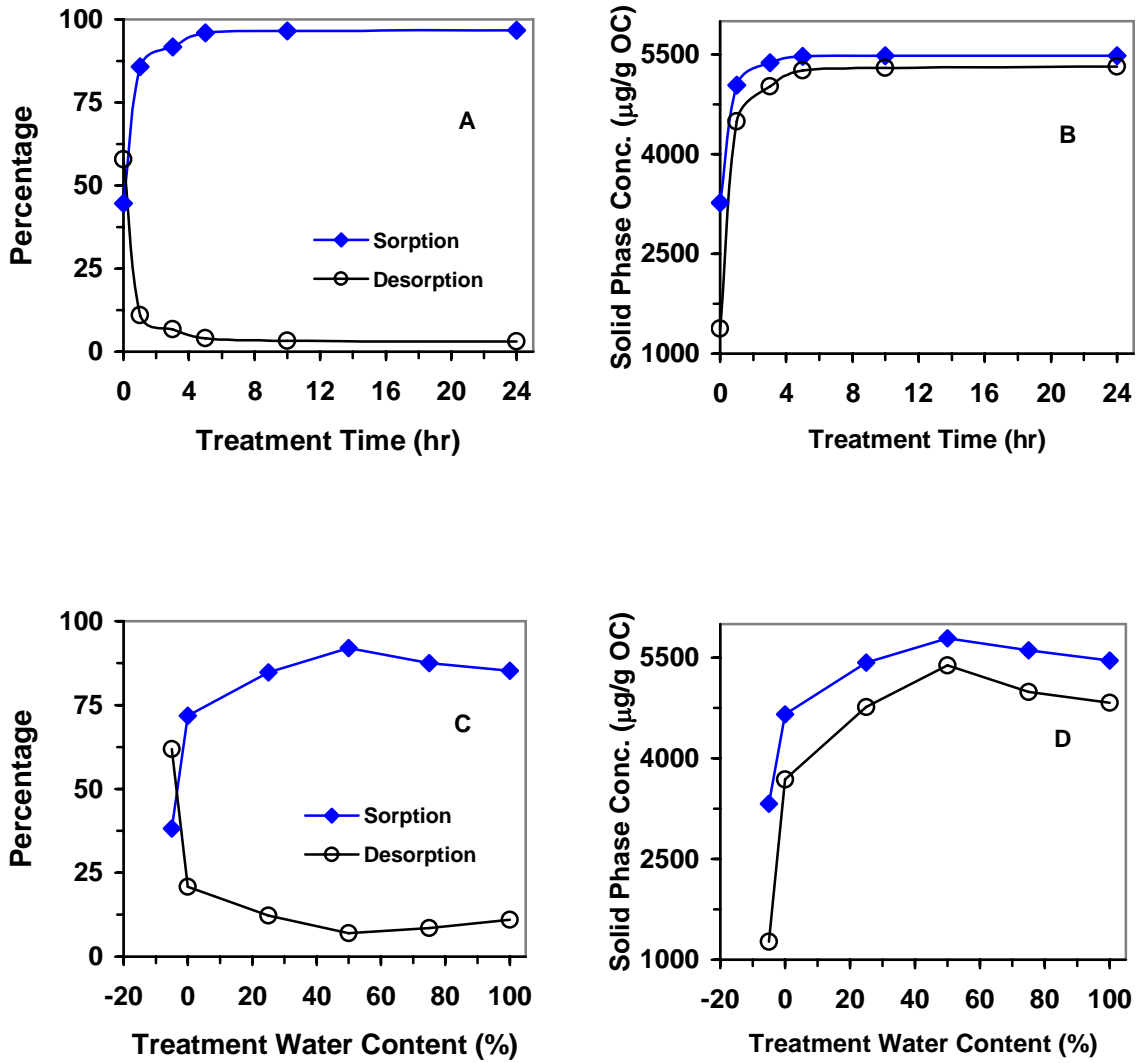 100
75
50
25
0
Percentage
A
Sorption
Desorption
0 4 8 12 16 20 24
Treatment Time (hr)
5500
4000
2500
1000
Solid Phase Conc. (µg/g OC)
B
0 4 8 12 16 20 24
Treatment Time (hr)
100
75
50
25
0
Percentage
C
Sorption
Desorption
-20 0 20 40 60 80 100
Treatment Water Content (%)
5500
4000
2500
1000
Solid Phase Conc. (µg/g OC)
D
-20 0 20 40 60 80 100
Treatment Water Content (%)